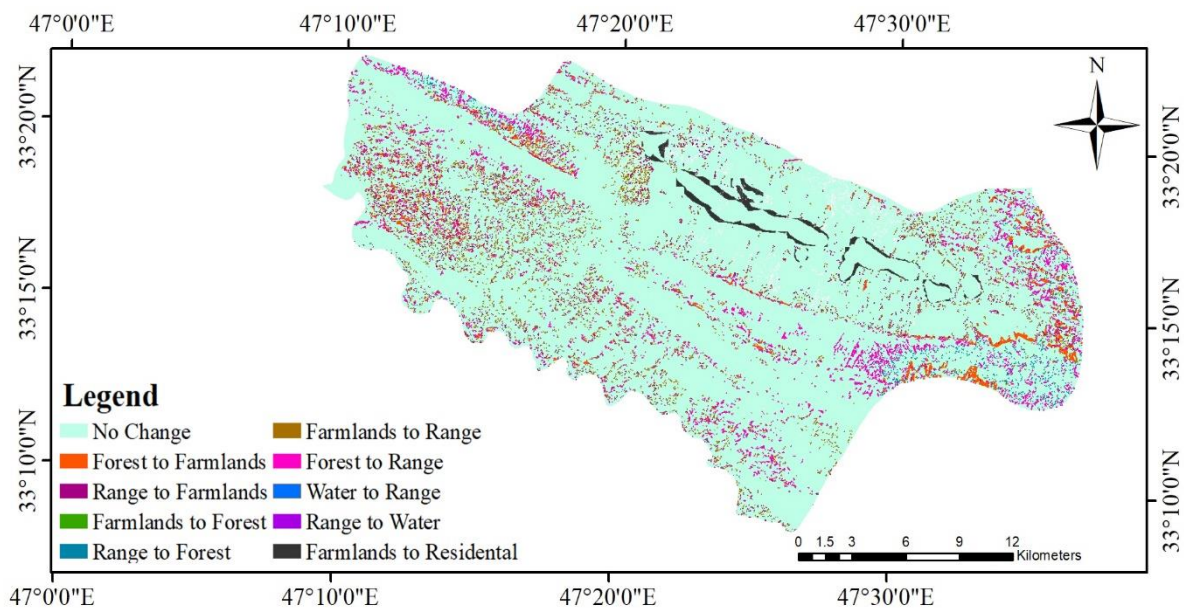 47°0'0"E 47°10'0"E 47°20'0"E 47°30'0"E
N
33°20'0"N
33°20'0"N
33°15'0"N
33°15'0"N
33°10'0"N
33°10'0"N
Legend
No Change
Forest to Farmlands
Range to Farmlands
Farmlands to Forest
Range to Forest
Farmlands to Range
Forest to Range
Water to Range
Range to Water
Farmlands to Residental
0 1.5 3 6 9 12
Kilometers
47°0'0"E 47°10'0"E 47°20'0"E 47°30'0"E